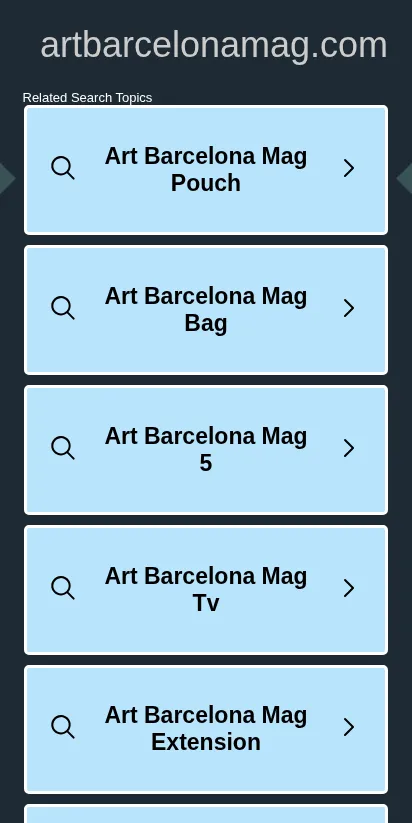 artbarcelonamag.com
Related Search Topics
Art Barcelona Mag
Pouch
Art Barcelona Mag
Bag
Art Barcelona Mag
5
Art Barcelona Mag
Tv
Art Barcelona Mag
Extension